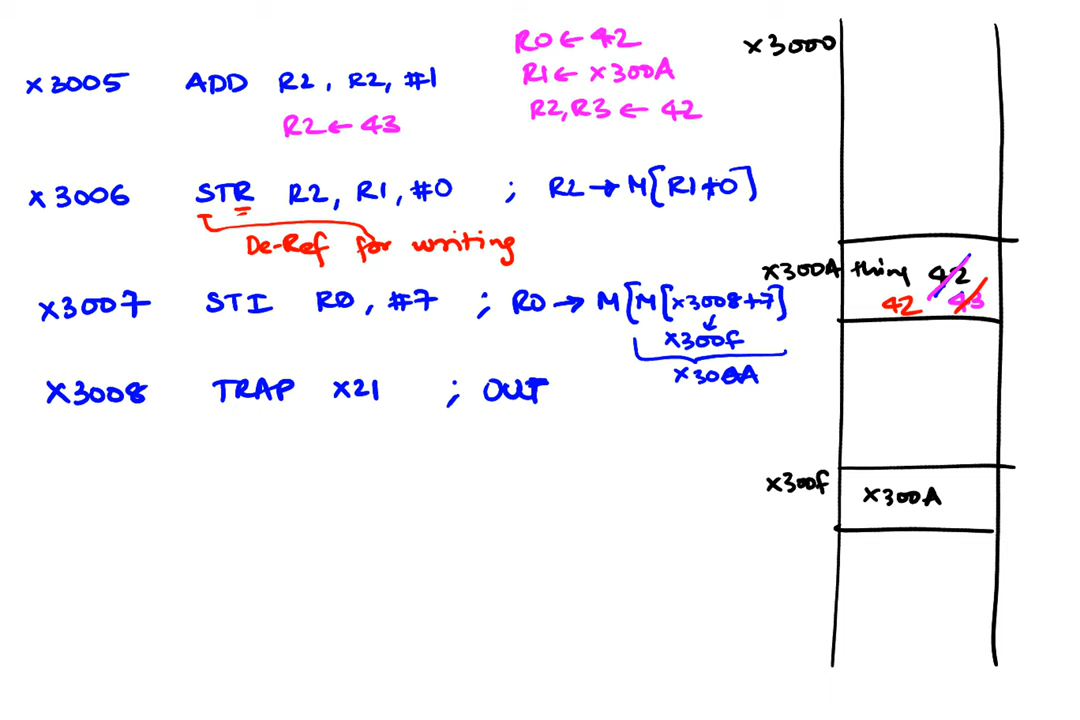 R0 ← 42
x3000
x3005 ADD R2, R2, #1
R1 ← x300A
R2 ← 43
R2,R3 ← 42
x3006 STR R2, R1, #0 ; R2 → M[R1+0]
De-Ref for writing
x300A thing 42
42 43
x3007 STI R0, #7 ; R0 → M[M[x3008+7]
x300f
x300A
x3008 TRAP x21 ; OUT
x300f x300A